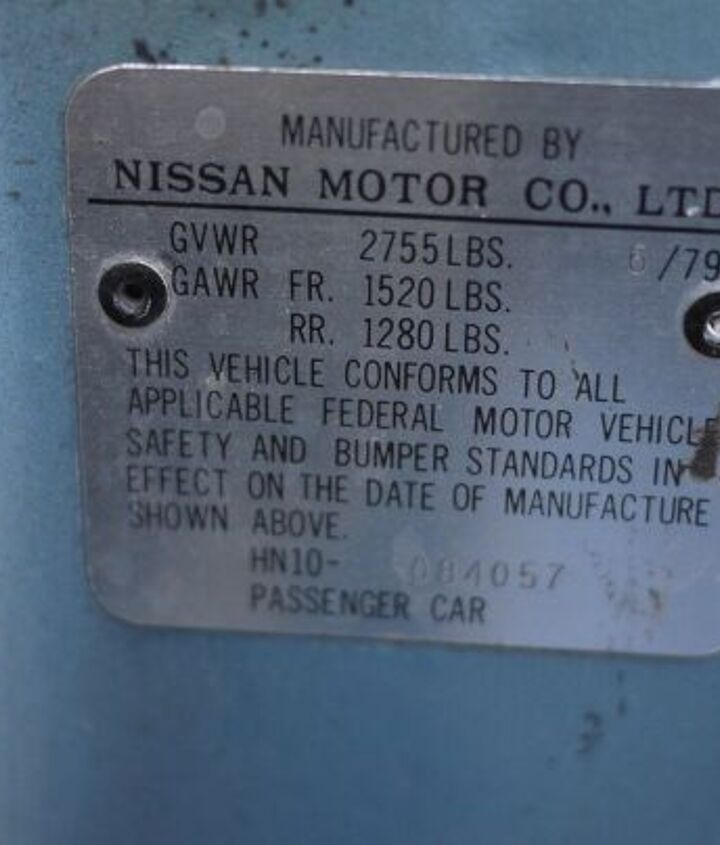 MANUFACTURED BY
NISSAN MOTOR CO., LTD
GVWR 2755 LBS. 6/79
GAWR FR. 1520 LBS.
RR. 1280 LBS.
THIS VEHICLE CONFORMS TO ALL
APPLICABLE FEDERAL MOTOR VEHICLE
SAFETY AND BUMPER STANDARDS IN
EFFECT ON THE DATE OF MANUFACTURE
SHOWN ABOVE.
HN10- 084057
PASSENGER CAR